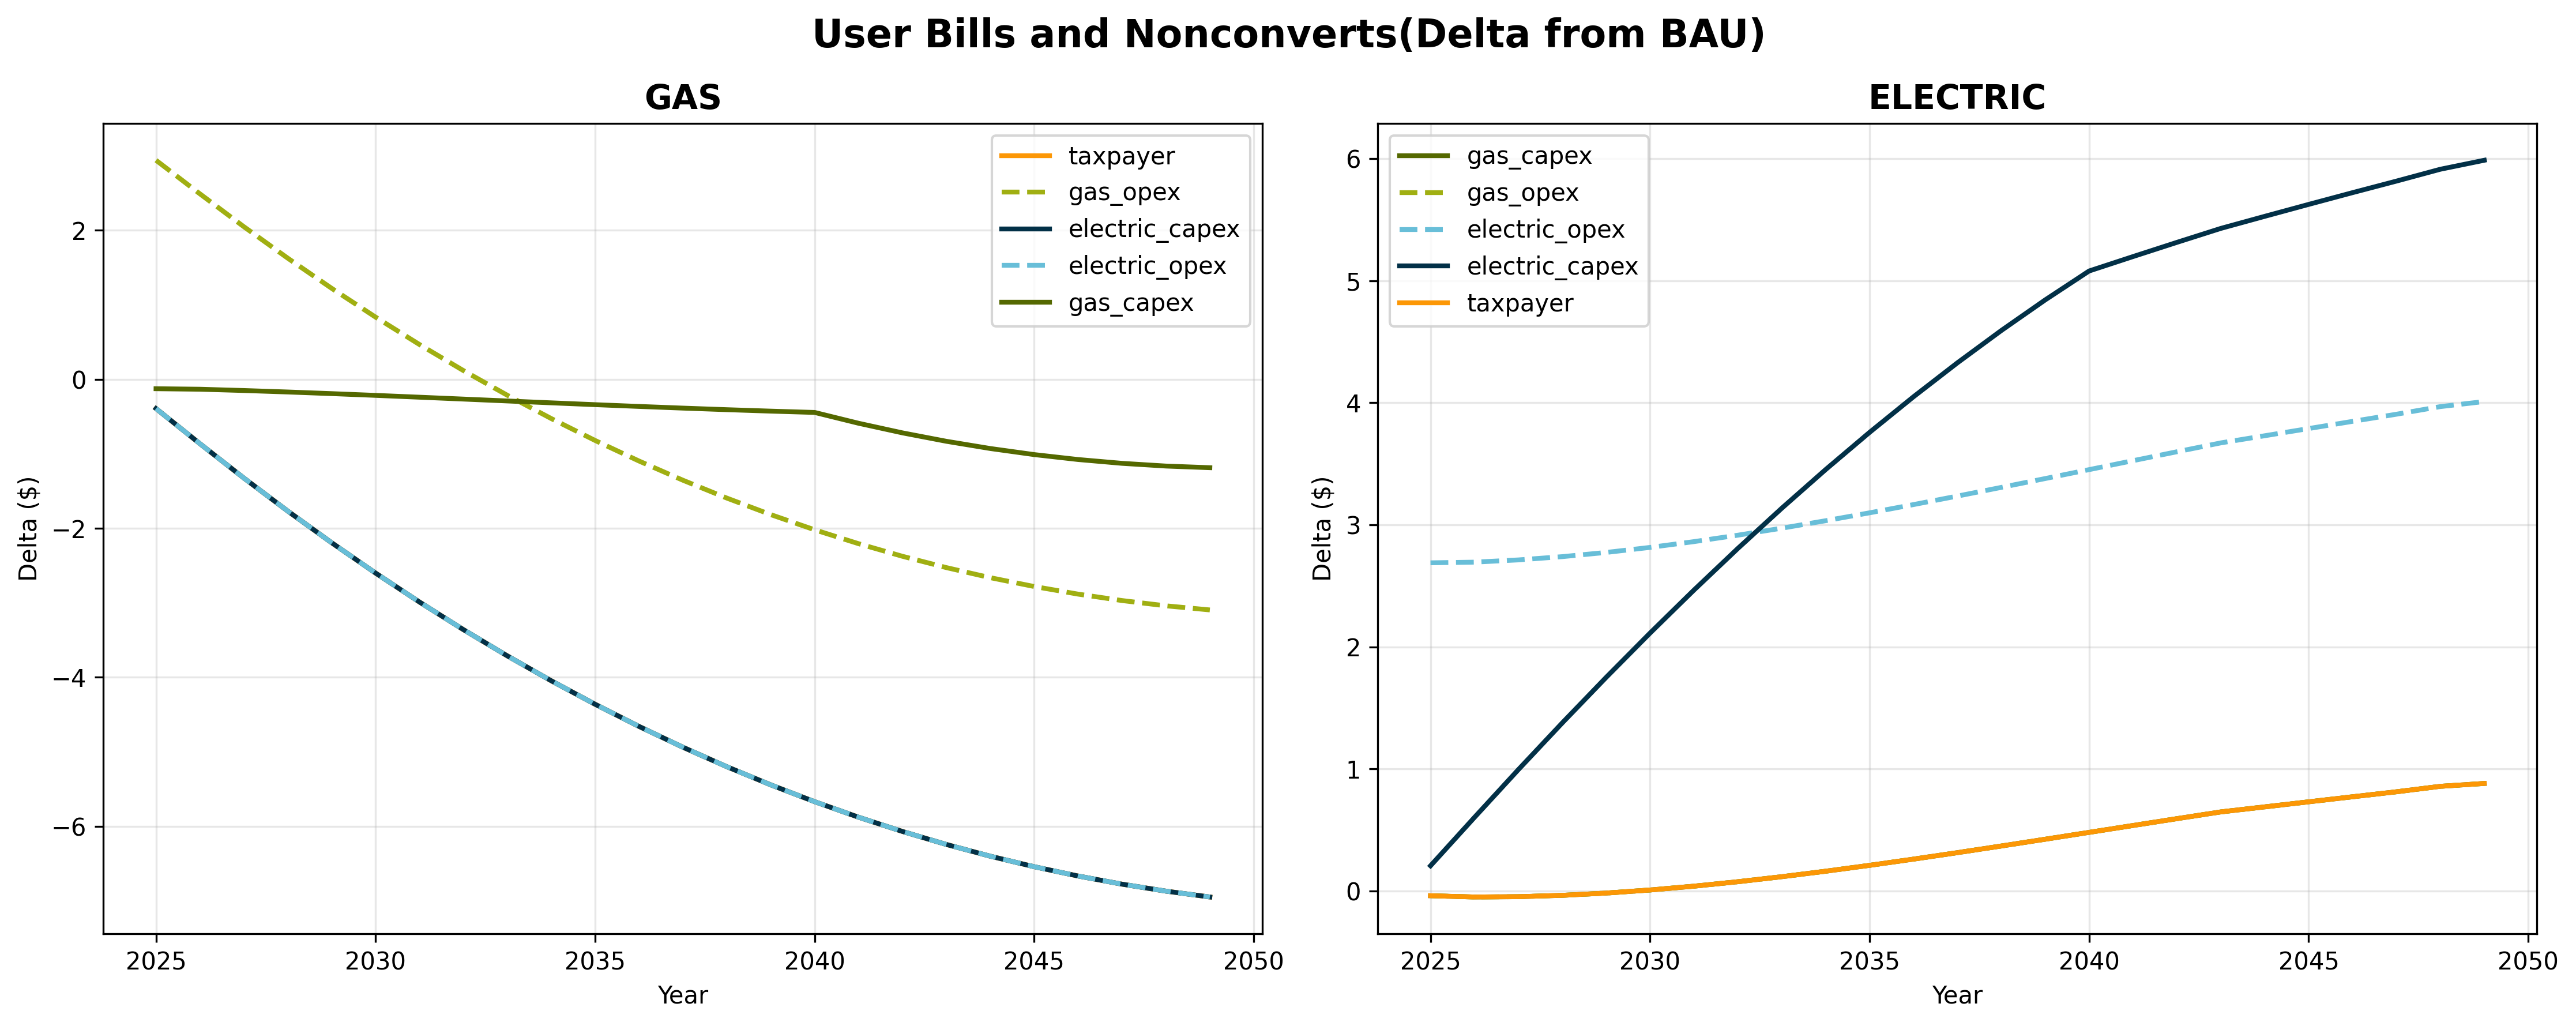 User Bills and Nonconverts(Delta from BAU)
GAS
taxpayer
gas_opex
electric_capex
electric_opex
gas_capex
2
0
−2
−4
−6
Delta ($)
2025 2030 2035 2040 2045 2050
Year
ELECTRIC
gas_capex
gas_opex
electric_opex
electric_capex
taxpayer
6
5
4
3
2
1
0
Delta ($)
2025 2030 2035 2040 2045 2050
Year